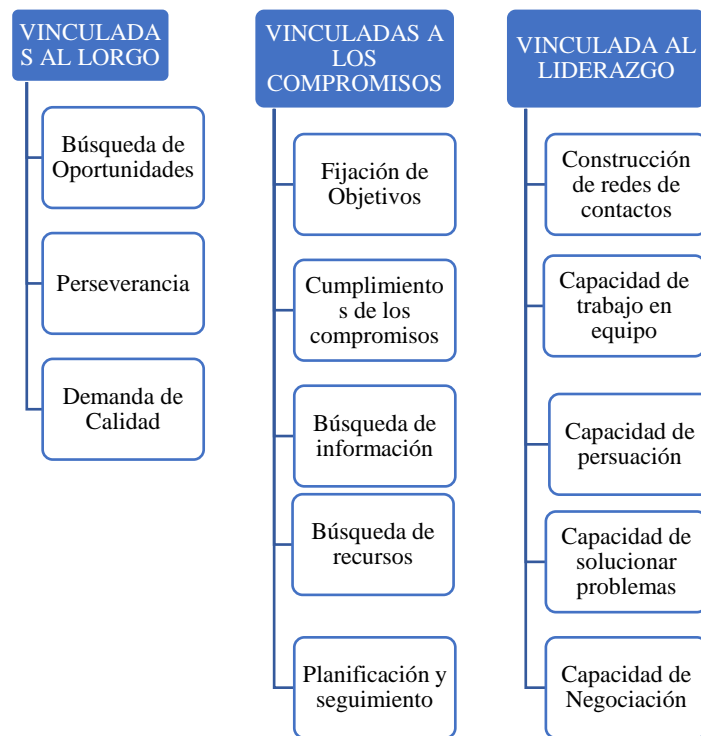 VINCULADA
S AL LORGO
Búsqueda de
Oportunidades
Perseverancia
Demanda de
Calidad
VINCULADAS A
LOS
COMPROMISOS
Fijación de
Objetivos
Cumplimiento
s de los
compromisos
Búsqueda de
información
Búsqueda de
recursos
Planificación y
seguimiento
VINCULADA AL
LIDERAZGO
Construcción
de redes de
contactos
Capacidad de
trabajo en
equipo
Capacidad de
persuación
Capacidad de
solucionar
problemas
Capacidad de
Negociación